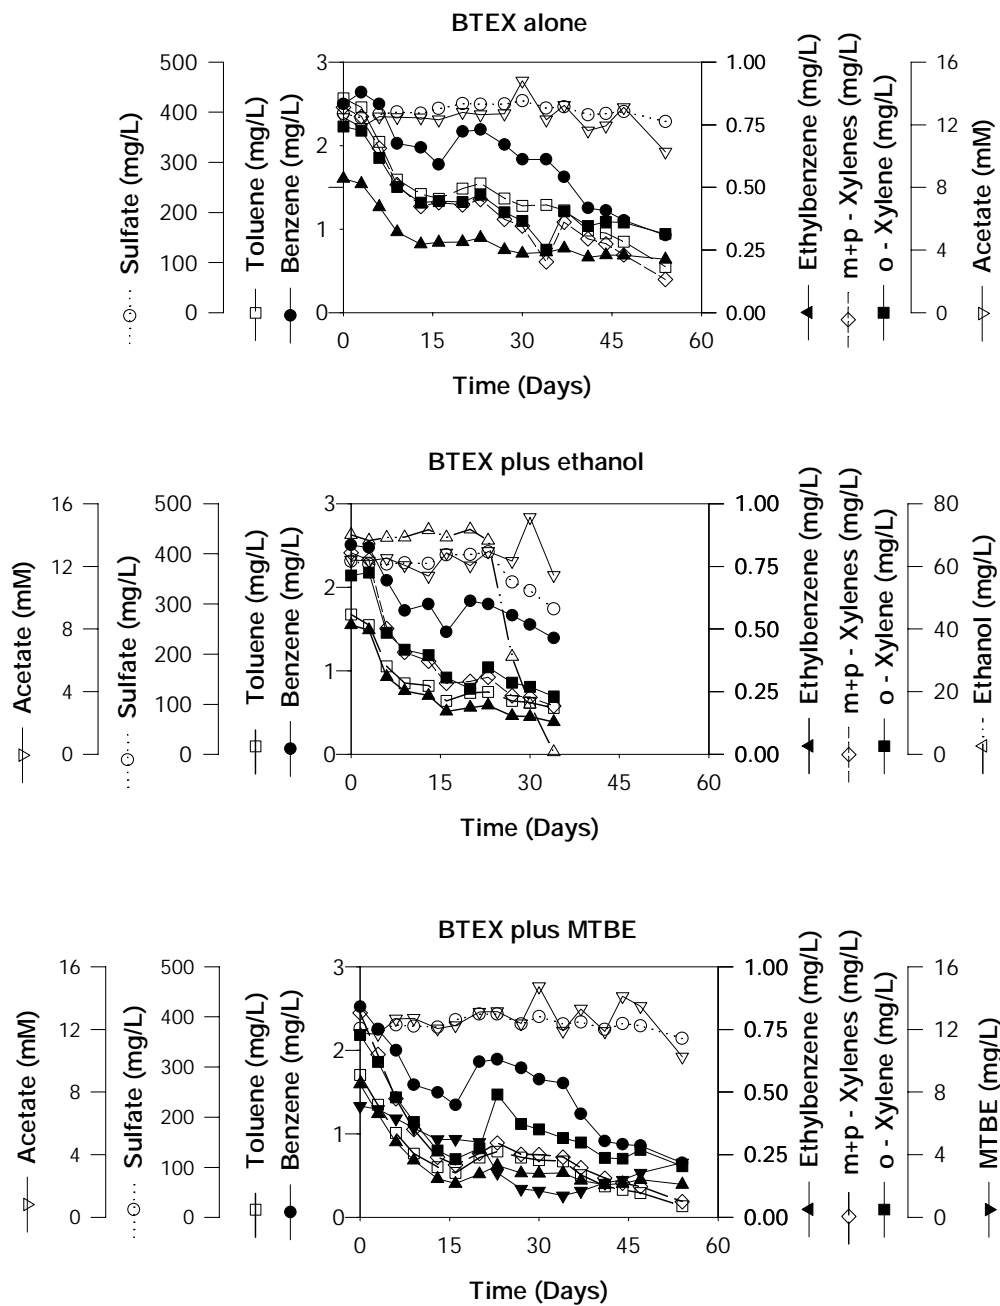 BTEX alone
500
400
300
200
100
0
Sulfate (mg/L)
Toluene (mg/L)
Benzene (mg/L)
3
2
1
0
1.00
0.75
0.50
0.25
0.00
Ethylbenzene (mg/L)
m+p - Xylenes (mg/L)
o - Xylene (mg/L)
16
12
8
4
0
Acetate (mM)
0 15 30 45 60
Time (Days)
BTEX plus ethanol
16
12
8
4
0
Acetate (mM)
500
400
300
200
100
0
Sulfate (mg/L)
Toluene (mg/L)
Benzene (mg/L)
3
2
1
0
1.00
0.75
0.50
0.25
0.00
Ethylbenzene (mg/L)
m+p - Xylenes (mg/L)
o - Xylene (mg/L)
80
60
40
20
0
Ethanol (mg/L)
0 15 30 45 60
Time (Days)
BTEX plus MTBE
16
12
8
4
0
Acetate (mM)
500
400
300
200
100
0
Sulfate (mg/L)
Toluene (mg/L)
Benzene (mg/L)
3
2
1
0
1.00
0.75
0.50
0.25
0.00
Ethylbenzene (mg/L)
m+p - Xylenes (mg/L)
o - Xylene (mg/L)
16
12
8
4
0
MTBE (mg/L)
0 15 30 45 60
Time (Days)